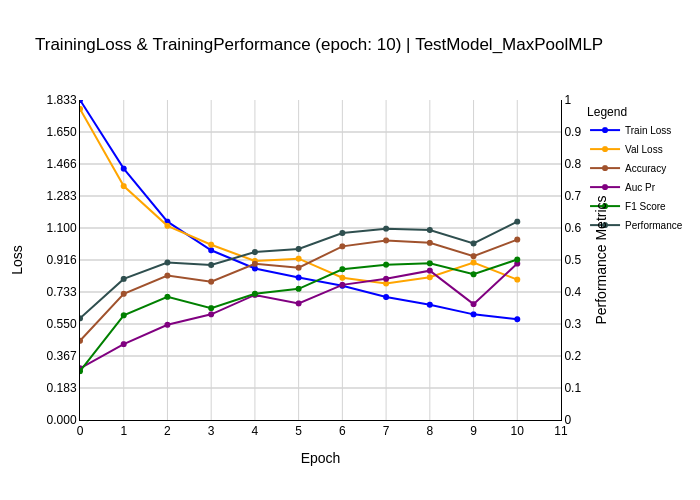 TrainingLoss & TrainingPerformance (epoch: 10) | TestModel_MaxPoolMLP
1.833
1.650
1.466
1.283
1.100
0.916
0.733
0.550
0.367
0.183
0.000
Loss
0 1 2 3 4 5 6 7 8 9 10 11
Epoch
1
0.9
0.8
0.7
0.6
0.5
0.4
0.3
0.2
0.1
0
Performance Metrics
Legend
Train Loss
Val Loss
Accuracy
Auc Pr
F1 Score
Performance